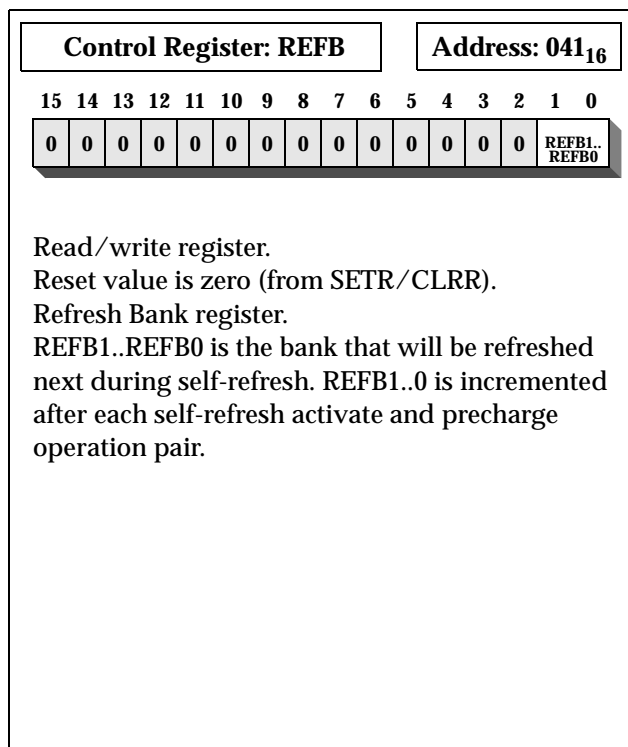 Control Register: REFB
Address: 041₁₆
15 14 13 12 11 10 9 8 7 6 5 4 3 2 1 0
0 0 0 0 0 0 0 0 0 0 0 0 0 0 REFB1..
REFB0
Read/write register.
Reset value is zero (from SETR/CLRR).
Refresh Bank register.
REFB1..REFB0 is the bank that will be refreshed
next during self-refresh. REFB1..0 is incremented
after each self-refresh activate and precharge
operation pair.